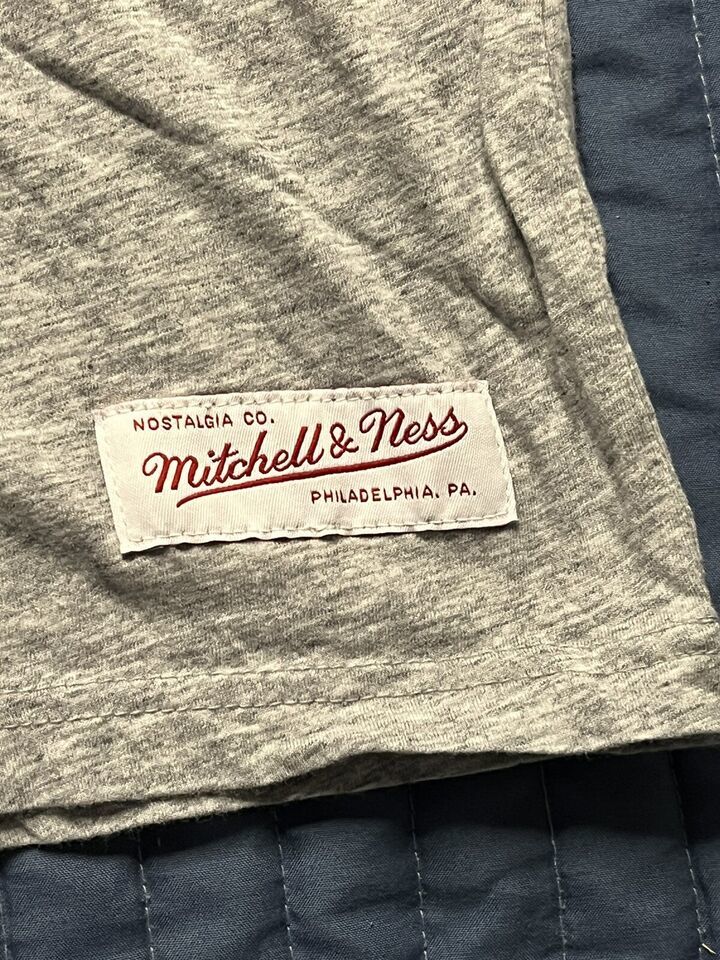 NOSTALGIA CO.
Mitchell & Ness
PHILADELPHIA. PA.